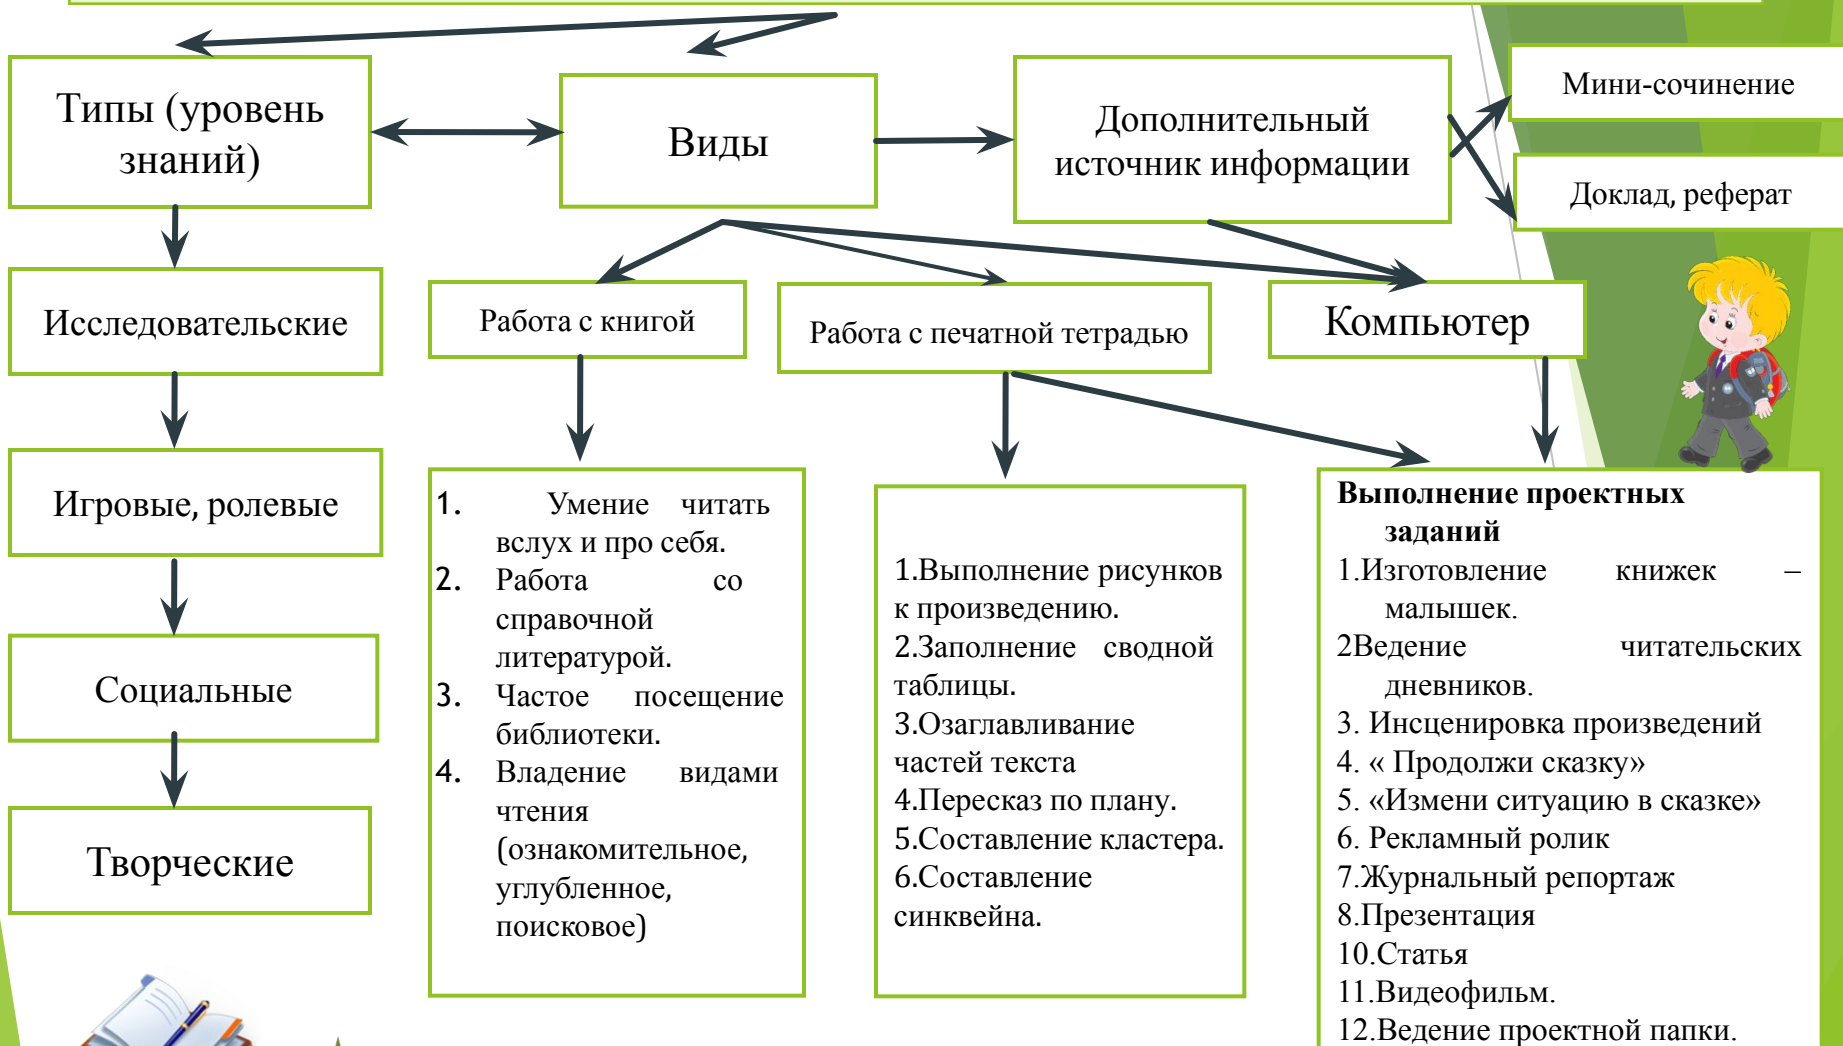 Типы (уровень
знаний)
Виды
Дополнительный
источник информации
Мини-сочинение
Доклад, реферат
Исследовательские
Игровые, ролевые
Социальные
Творческие
Работа с книгой
Работа с печатной тетрадью
Компьютер
1. Умение читать
вслух и про себя.
2. Работа со
справочной
литературой.
3. Частое посещение
библиотеки.
4. Владение видами
чтения
(ознакомительное,
углубленное,
поисковое)
1.Выполнение рисунков
к произведению.
2.Заполнение сводной
таблицы.
3.Озаглавливание
частей текста
4.Пересказ по плану.
5.Составление кластера.
6.Составление
синквейна.
Выполнение проектных
заданий
1.Изготовление книжек –
малышек.
2Ведение читательских
дневников.
3. Инсценировка произведений
4. « Продолжи сказку»
5. «Измени ситуацию в сказке»
6. Рекламный ролик
7.Журнальный репортаж
8.Презентация
10.Статья
11.Видеофильм.
12.Ведение проектной папки.